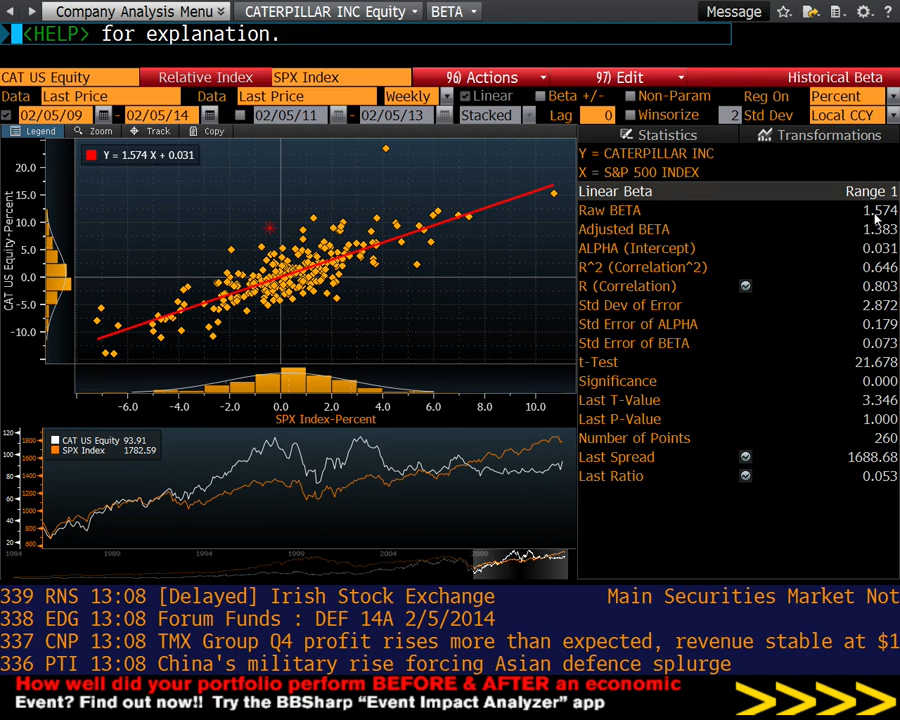 Company Analysis Menu CATERPILLAR INC Equity BETA Message ?
<HELP> for explanation.
CAT US Equity Relative Index SPX Index 96) Actions 97) Edit Historical Beta
Data Last Price Data Last Price Weekly Linear Beta +/- Non-Param Reg On Percent
02/05/09 - 02/05/14 02/05/11 - 02/05/13 Stacked Lag 0 Winsorize 2 Std Dev Local CCY
Legend Zoom Track Copy Statistics Transformations
Y = 1.574 X + 0.031
20.0
15.0
10.0
5.0
0.0
-5.0
-10.0
CAT US Equity-Percent
-6.0 -4.0 -2.0 0.0 2.0 4.0 6.0 8.0 10.0
SPX Index-Percent
Y = CATERPILLAR INC
X = S&P 500 INDEX
Linear Beta Range 1
Raw BETA 1.574
Adjusted BETA 1.383
ALPHA (Intercept) 0.031
R^2 (Correlation^2) 0.646
R (Correlation) 0.803
Std Dev of Error 2.872
Std Error of ALPHA 0.179
Std Error of BETA 0.073
t-Test 21.678
Significance 0.000
Last T-Value 3.346
Last P-Value 1.000
Number of Points 260
Last Spread 1688.68
Last Ratio 0.053
CAT US Equity 93.91
SPX Index 1782.59
120
100
80
60
40
20
1800
1600
1400
1200
1000
800
600
1984 1989 1994 1999 2004 2009
339 RNS 13:08 [Delayed] Irish Stock Exchange Main Securities Market Not
338 EDG 13:08 Forum Funds : DEF 14A 2/5/2014
337 CNP 13:08 TMX Group Q4 profit rises more than expected, revenue stable at $1
336 PTI 13:08 China's military rise forcing Asian defence splurge
How well did your portfolio perform BEFORE & AFTER an economic
Event? Find out now!! Try the BBSharp “Event Impact Analyzer” app